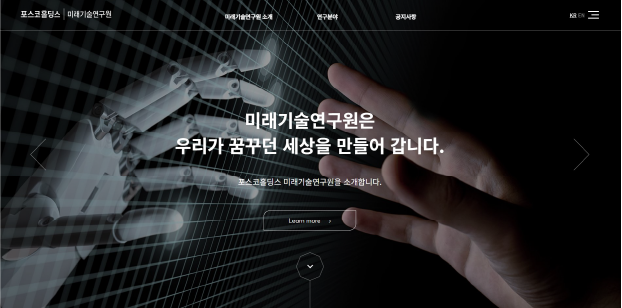 포스코홀딩스 미래기술연구원
미래기술연구원 소개 연구분야 공지사항
KR EN
미래기술연구원은
우리가 꿈꾸던 세상을 만들어 갑니다.
포스코홀딩스 미래기술연구원을 소개합니다.
Learn more